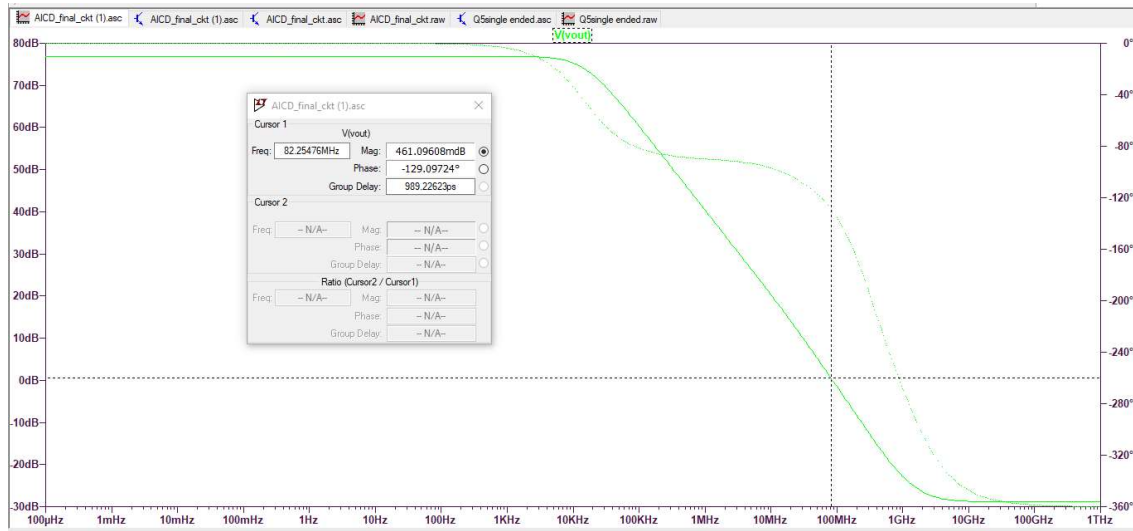 AICD_final_ckt (1).asc AICD_final_ckt (1).asc AICD_final_ckt.asc AICD_final_ckt.raw Q5single ended.asc Q5single ended.raw
V(vout)
80dB 0°
70dB -40°
60dB -80°
50dB -120°
40dB -160°
30dB -200°
20dB -240°
10dB -280°
0dB -320°
-10dB -360°
-20dB
-30dB
AICD_final_ckt (1).asc
Cursor 1
V(vout)
Freq: 82.25476MHz Mag: 461.09608mdB
Phase: -129.09724°
Group Delay: 989.22623ps
Cursor 2
Freq: -- N/A-- Mag: -- N/A--
Phase: -- N/A--
Group Delay: -- N/A--
Ratio (Cursor2 / Cursor1)
Freq: -- N/A-- Mag: -- N/A--
Phase: -- N/A--
Group Delay: -- N/A--
100µHz 1mHz 10mHz 100mHz 1Hz 10Hz 100Hz 1KHz 10KHz 100KHz 1MHz 10MHz 100MHz 1GHz 10GHz 100GHz 1THz